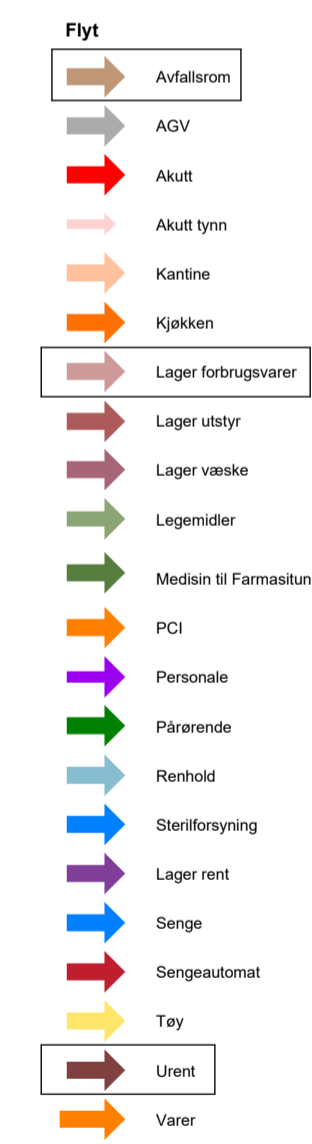 Flyt
Avfallsrom
AGV
Akutt
Akutt tynn
Kantine
Kjøkken
Lager forbrugsvarer
Lager utstyr
Lager væske
Legemidler
Medisin til Farmasitun
PCI
Personale
Pårørende
Renhold
Sterilforsyning
Lager rent
Senge
Sengeautomat
Tøy
Urent
Varer